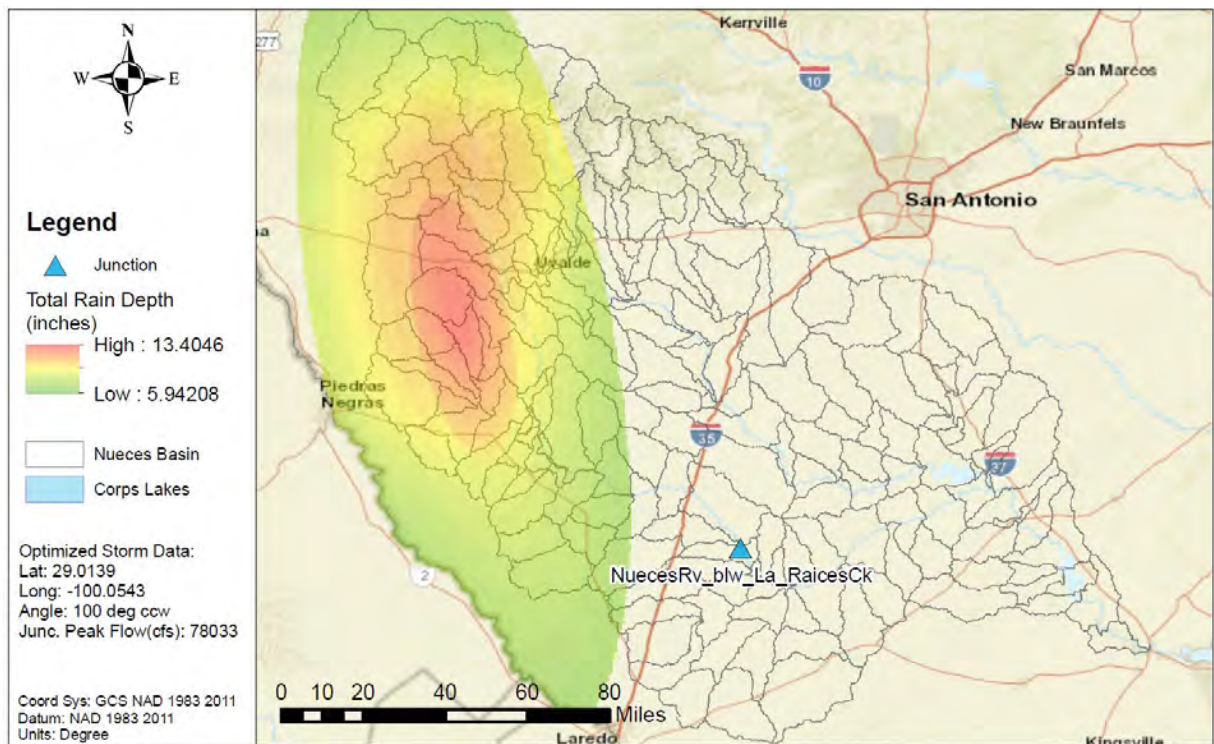 N
W E
S
Legend
Junction
Total Rain Depth
(inches)
High : 13.4046
Low : 5.94208
Nueces Basin
Corps Lakes
Optimized Storm Data:
Lat: 29.0139
Long: -100.0543
Angle: 100 deg ccw
Junc. Peak Flow(cfs): 78033
Coord Sys: GCS NAD 1983 2011
Datum: NAD 1983 2011
Units: Degree
277
Kerrville
10
San Marcos
New Braunfels
San Antonio
na
Uvalde
Piedras
Negras
35
37
NuecesRv_blw_La_RaicesCk
2
0 10 20 40 60 80
Miles
Laredo
Kingsville